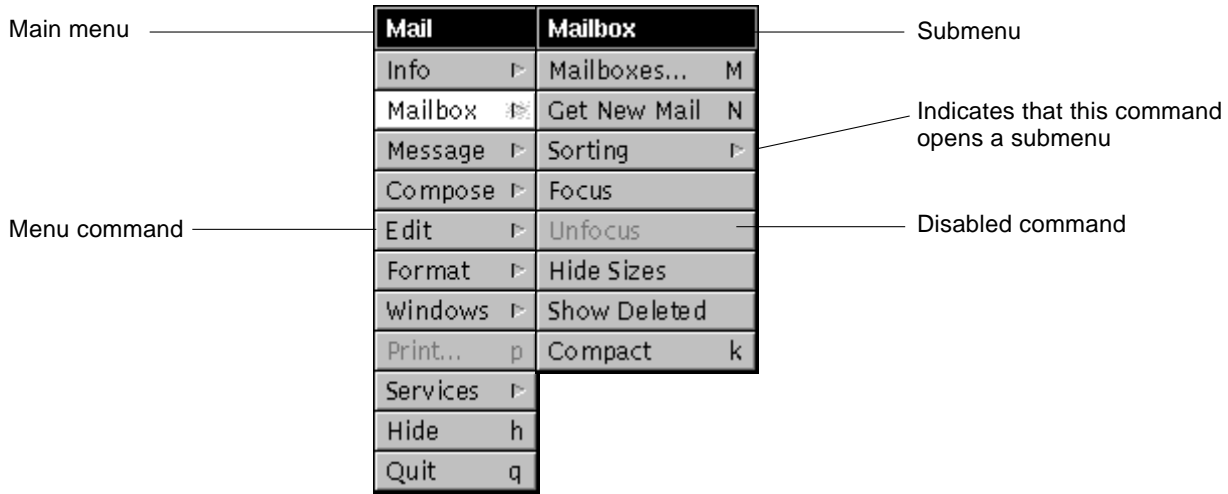 Main menu
Mail
Info
Mailbox
Message
Compose
Edit
Format
Windows
Print... p
Services
Hide h
Quit q
Mailbox
Mailboxes... M
Get New Mail N
Sorting
Focus
Unfocus
Hide Sizes
Show Deleted
Compact k
Submenu
Indicates that this command
opens a submenu
Menu command
Disabled command